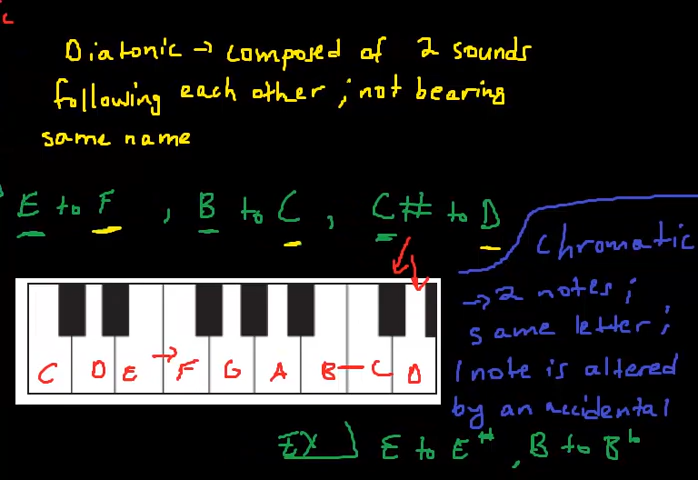 c
Diatonic → composed of 2 sounds
following each other ; not bearing
same name
E to F , B to C , C# to D
Chromatic
→ 2 notes ;
same letter ;
1 note is altered
by an accidental
C D E → F G A B — C D
EX) E to E# , B to Bb